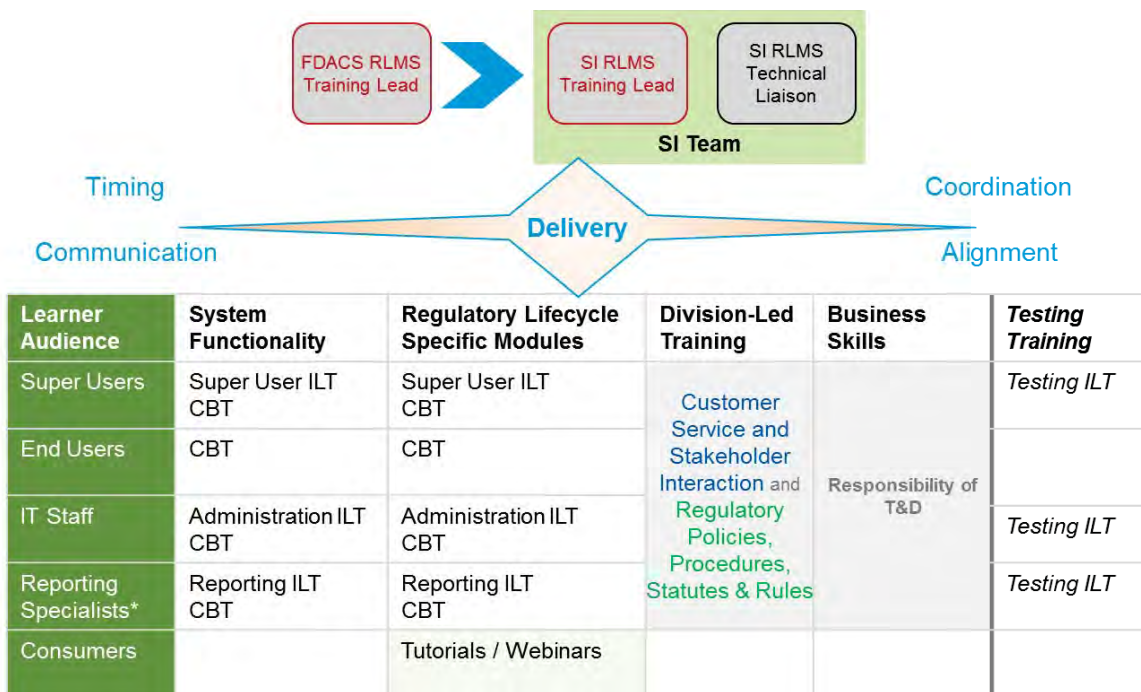 FDACS RLMS
Training Lead
SI RLMS
Training Lead
SI RLMS
Technical
Liaison
SI Team
Timing
Coordination
Delivery
Communication
Alignment
Learner
Audience
System
Functionality
Regulatory Lifecycle
Specific Modules
Division-Led
Training
Business
Skills
Testing
Training
Super Users
Super User ILT
CBT
Super User ILT
CBT
Testing ILT
End Users
CBT
CBT
Customer
Service and
Stakeholder
Interaction and
Regulatory
Policies,
Procedures,
Statutes & Rules
Responsibility of
T&D
IT Staff
Administration ILT
CBT
Administration ILT
CBT
Testing ILT
Reporting
Specialists*
Reporting ILT
CBT
Reporting ILT
CBT
Testing ILT
Consumers
Tutorials / Webinars